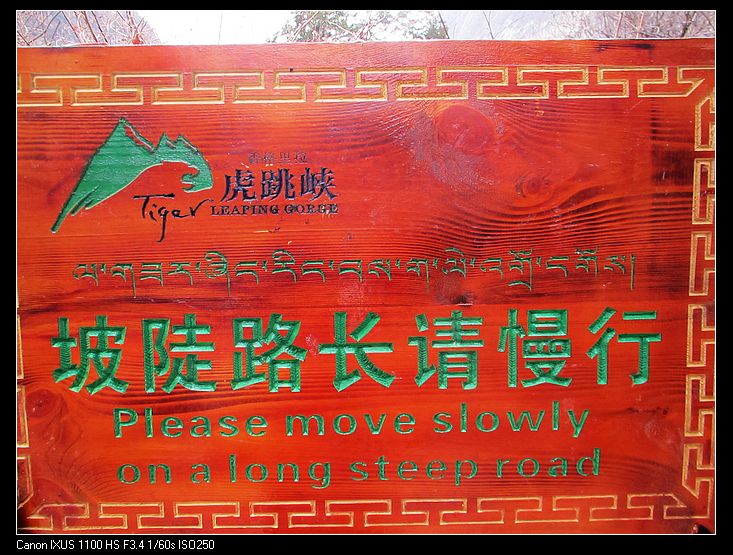 香格里拉
虎跳峡
Tiger LEAPING GORGE
坡陡路长请慢行
Please move slowly
on a long steep road
Canon IXUS 1100 HS F3.4 1/60s ISO250